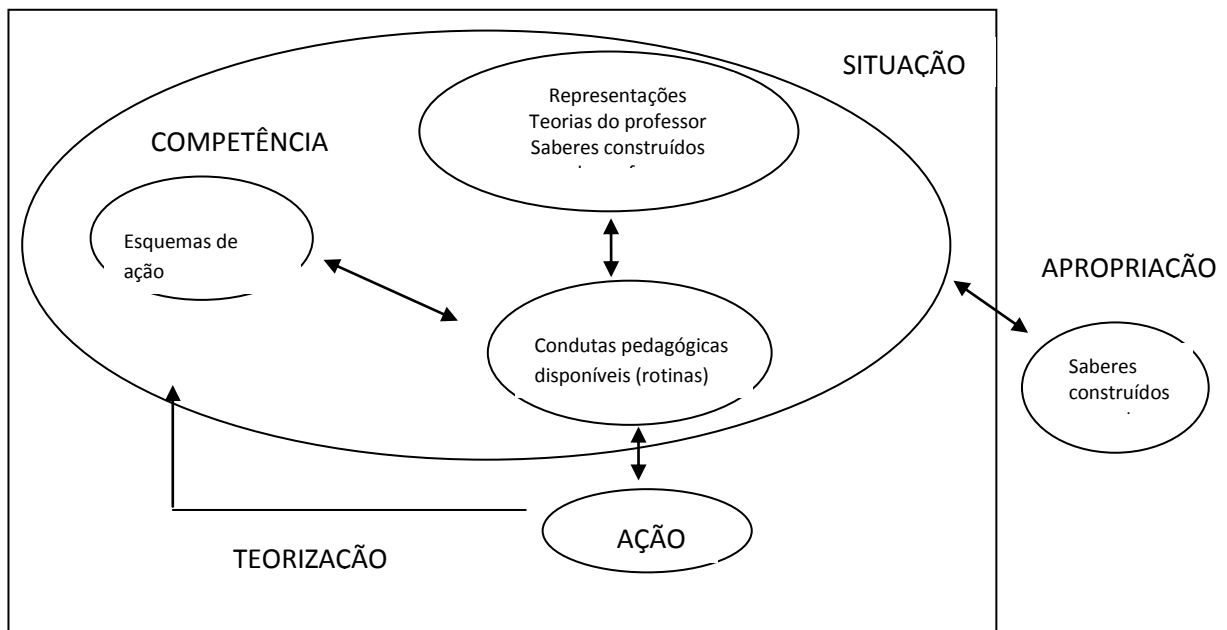 SITUAÇÃO
Representações
Teorias do professor
Saberes construídos
COMPETÊNCIA
Esquemas de
ação
APROPRIAÇÃO
Condutas pedagógicas
disponíveis (rotinas)
Saberes
construídos
AÇÃO
TEORIZAÇÃO